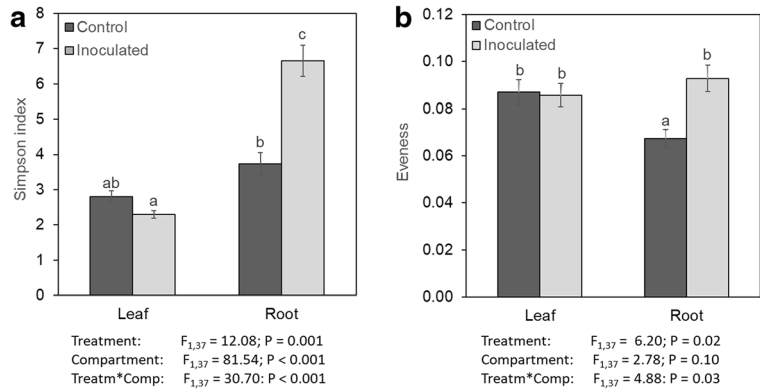 a
Simpson index
8
7
6
5
4
3
2
1
0
Control
Inoculated
ab
a
b
c
Leaf Root
Treatment: F1,37 = 12.08; P = 0.001
Compartment: F1,37 = 81.54; P < 0.001
Treatm*Comp: F1,37 = 30.70: P < 0.001
b
Eveness
0.12
0.10
0.08
0.06
0.04
0.02
0.00
Control
Inoculated
b
b
a
b
Leaf Root
Treatment: F1,37 = 6.20; P = 0.02
Compartment: F1,37 = 2.78; P = 0.10
Treatm*Comp: F1,37 = 4.88: P = 0.03